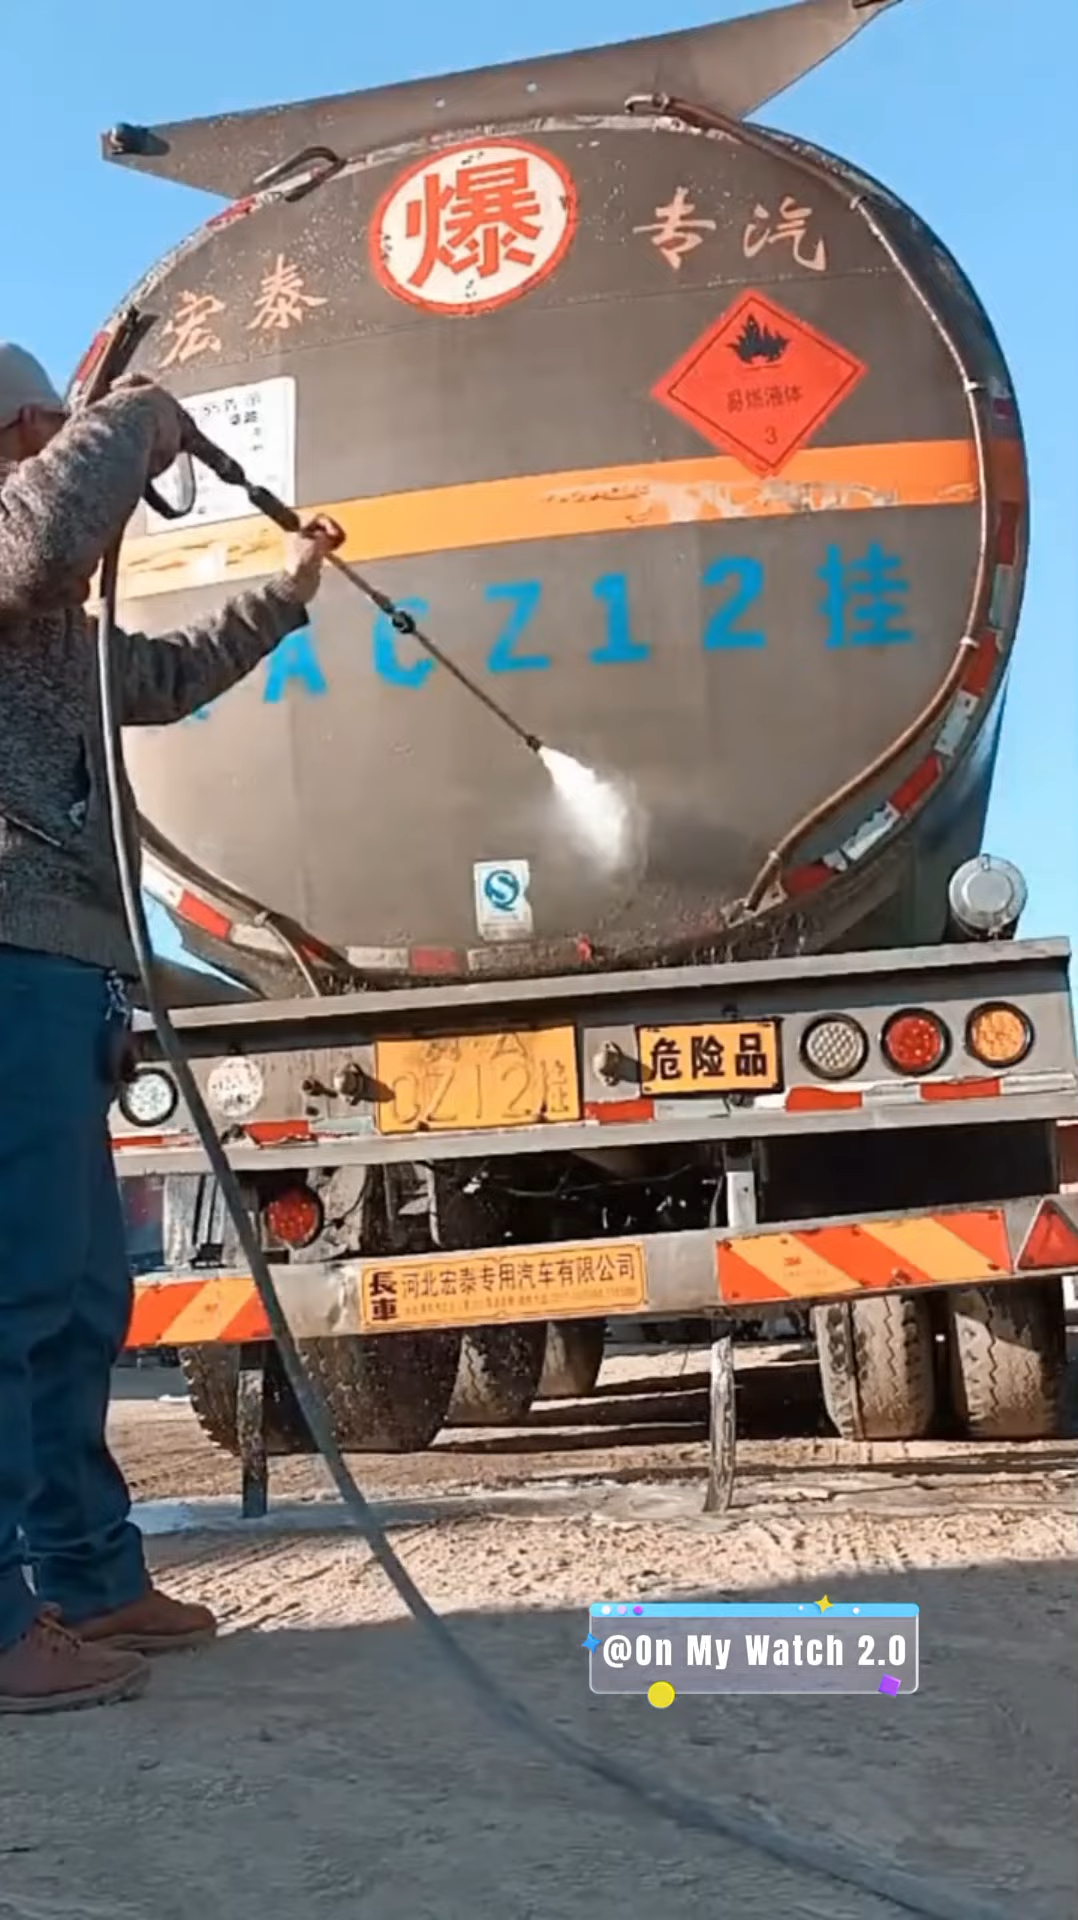 爆
宏泰 专汽
易燃液体
3
ACZ12挂
Q
A
CZ12挂
危险品
長車 河北宏泰专用汽车有限公司
@On My Watch 2.0